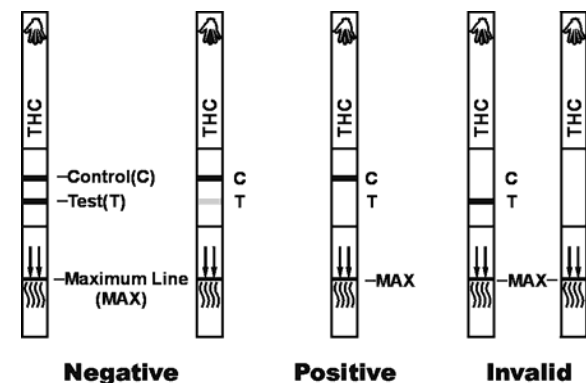 THC THC THC THC THC
Control(C) C C C
Test(T) T T T
Maximum Line MAX MAX
(MAX)
Negative Positive Invalid